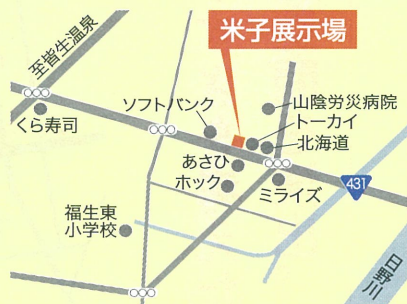 米子展示場
至皆生温泉
くら寿司
ソフトバンク
山陰労災病院
トーカイ
北海道
あさひ
ホック
ミライズ
431
福生東
小学校
日野川